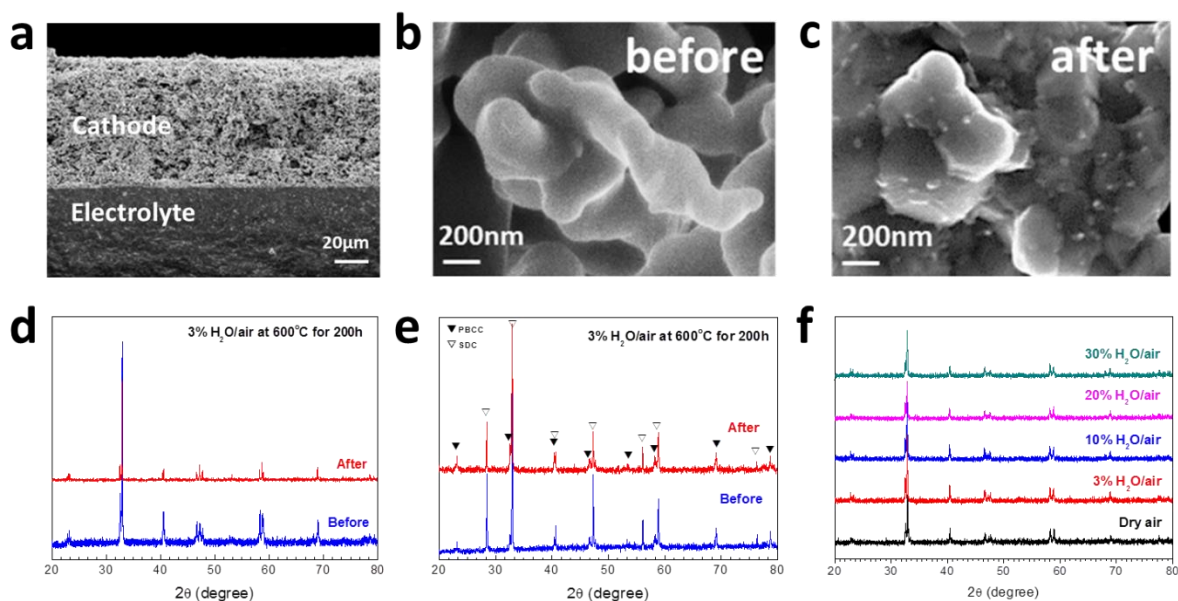 a
Cathode
Electrolyte
20μm
b
before
200nm
c
after
200nm
d
3% H₂O/air at 600°C for 200h
After
Before
20 30 40 50 60 70 80
2θ (degree)
e
▼ PBCC
▽ SDC
3% H₂O/air at 600°C for 200h
After
Before
20 30 40 50 60 70 80
2θ (degree)
f
30% H₂O/air
20% H₂O/air
10% H₂O/air
3% H₂O/air
Dry air
20 30 40 50 60 70 80
2θ (degree)